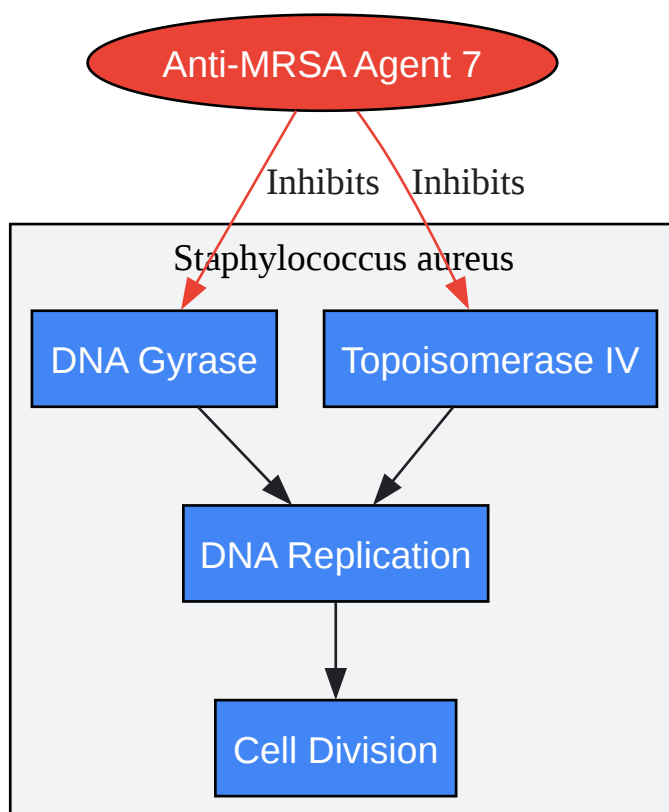 Anti-MRSA Agent 7
Inhibits
Inhibits
Staphylococcus aureus
DNA Gyrase
Topoisomerase IV
DNA Replication
Cell Division